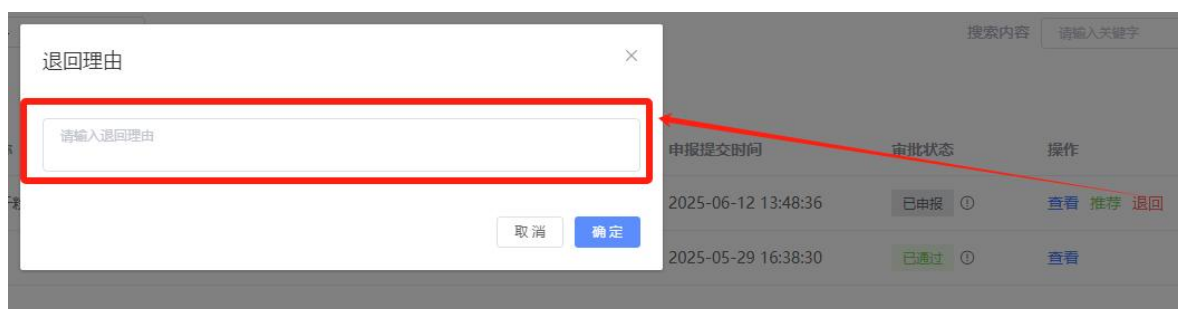 搜索内容 请输入关键字
退回理由
请输入退回理由
申报提交时间 审批状态 操作
2025-06-12 13:48:36 已申报 查看 推荐 退回
取消 确定
2025-05-29 16:38:30 已通过 查看